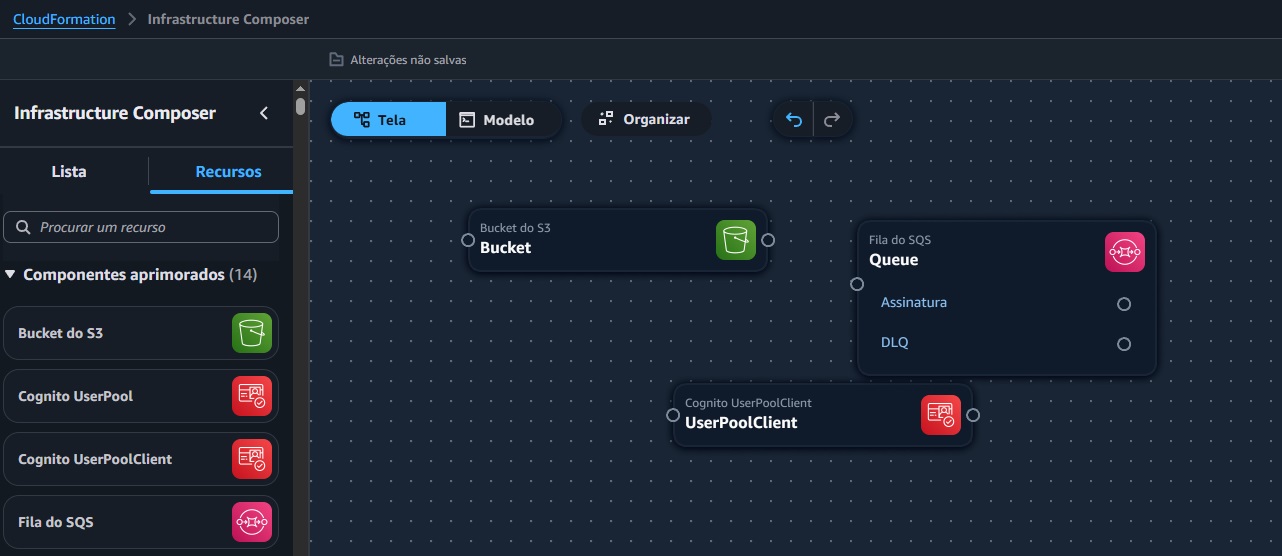 CloudFormation > Infrastructure Composer
Alterações não salvas
Infrastructure Composer
Tela
Modelo
Organizar
Lista
Recursos
Procurar um recurso
Componentes aprimorados (14)
Bucket do S3
Cognito UserPool
Cognito UserPoolClient
Fila do SQS
Bucket do S3
Bucket
Fila do SQS
Queue
Assinatura
DLQ
Cognito UserPoolClient
UserPoolClient